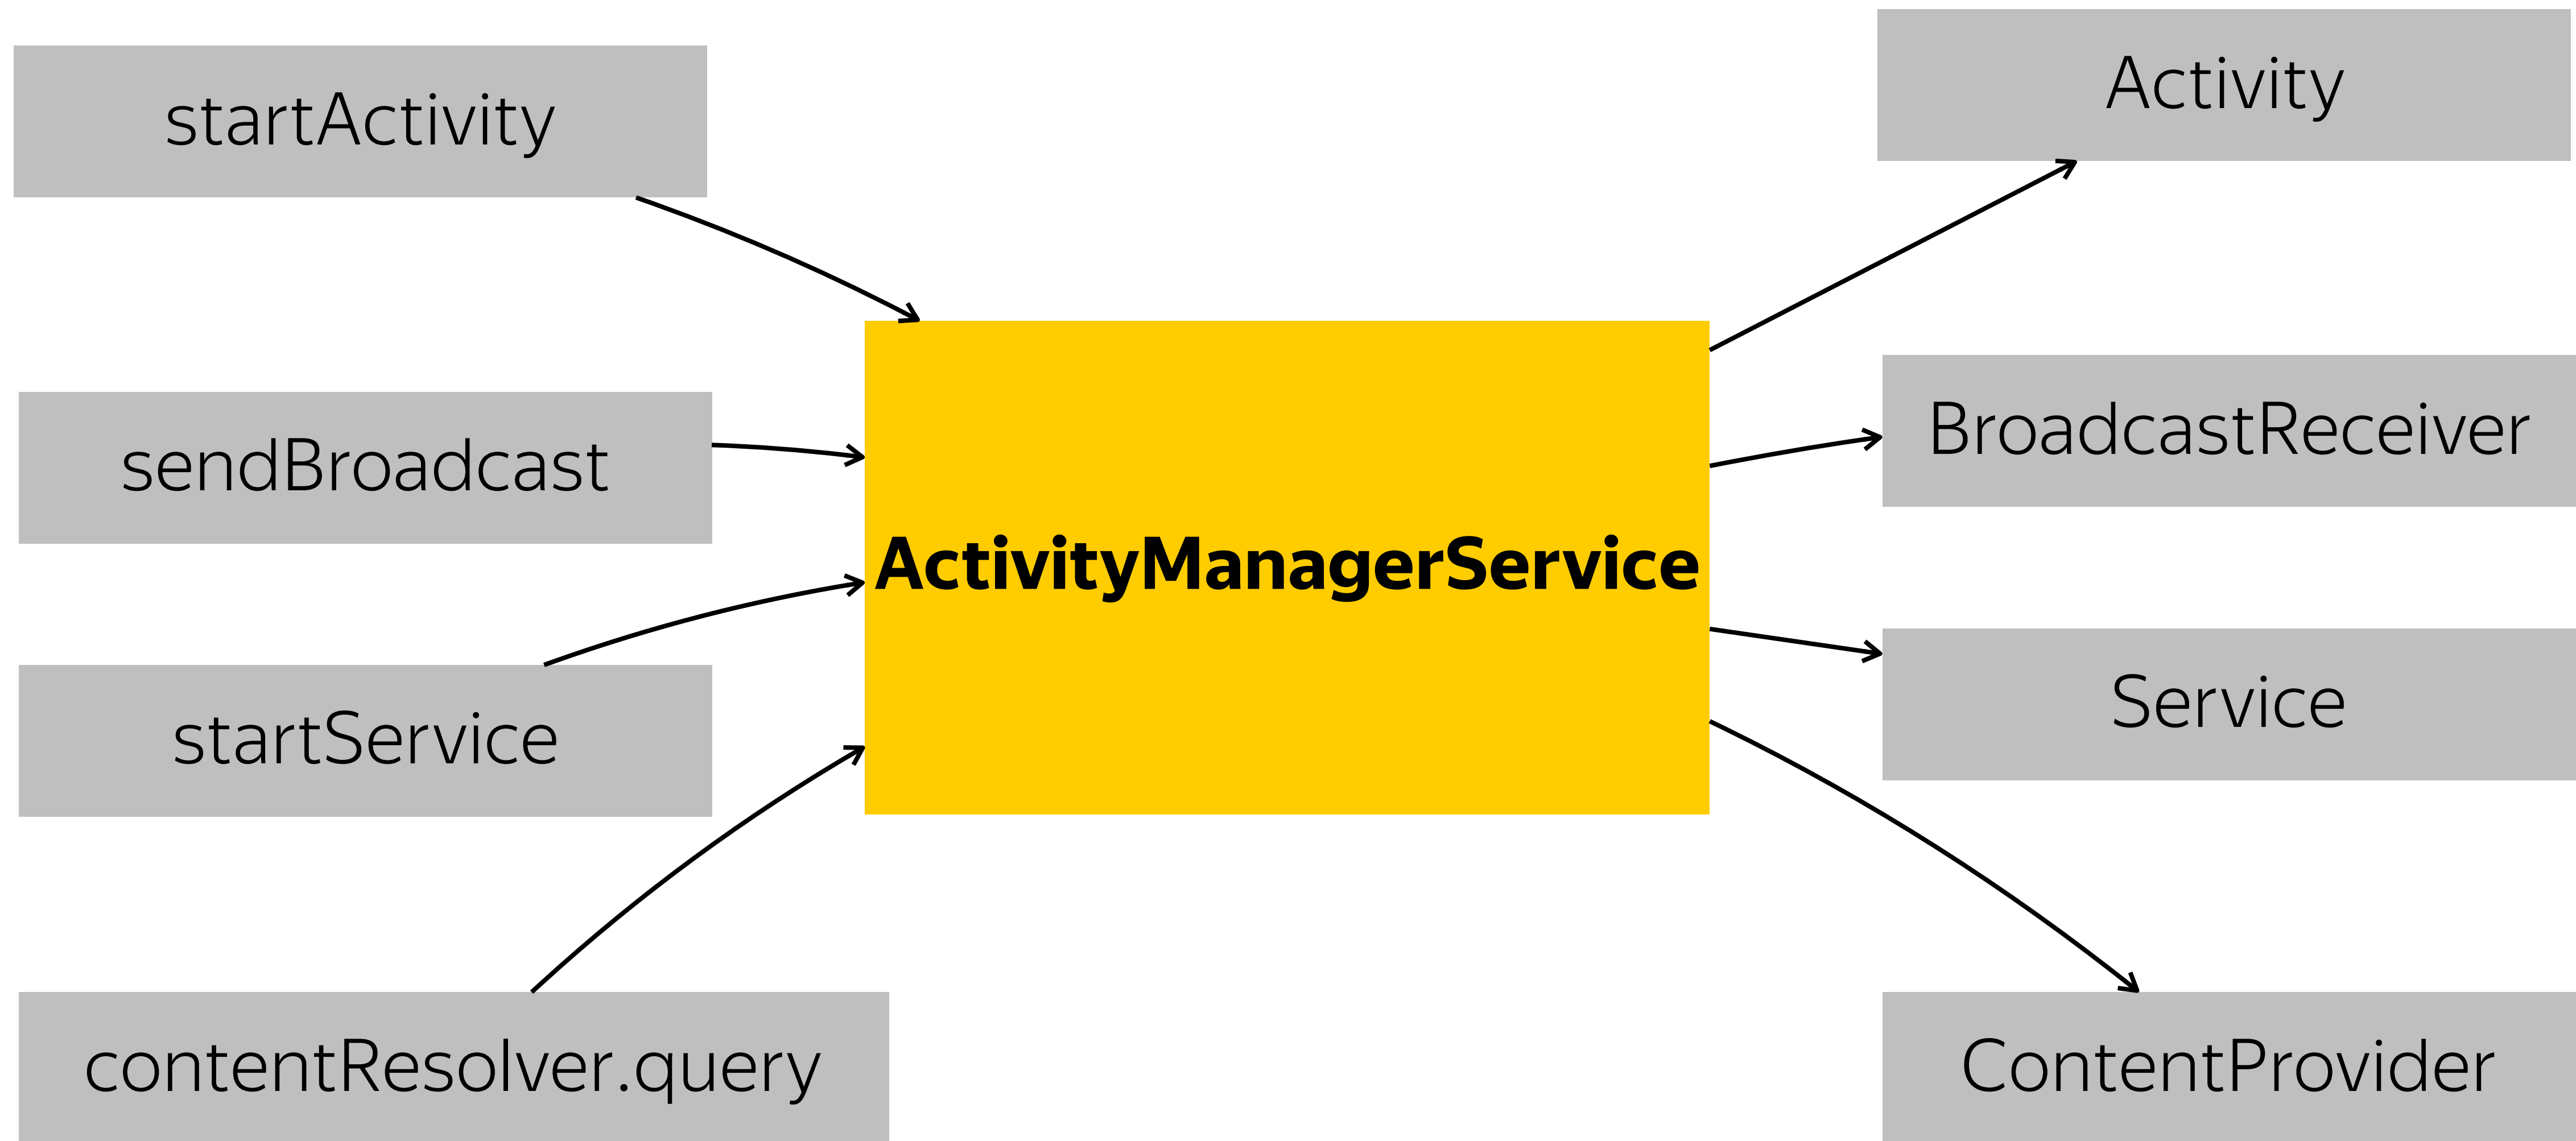 startActivity
sendBroadcast
startService
contentResolver.query
ActivityManagerService
Activity
BroadcastReceiver
Service
ContentProvider